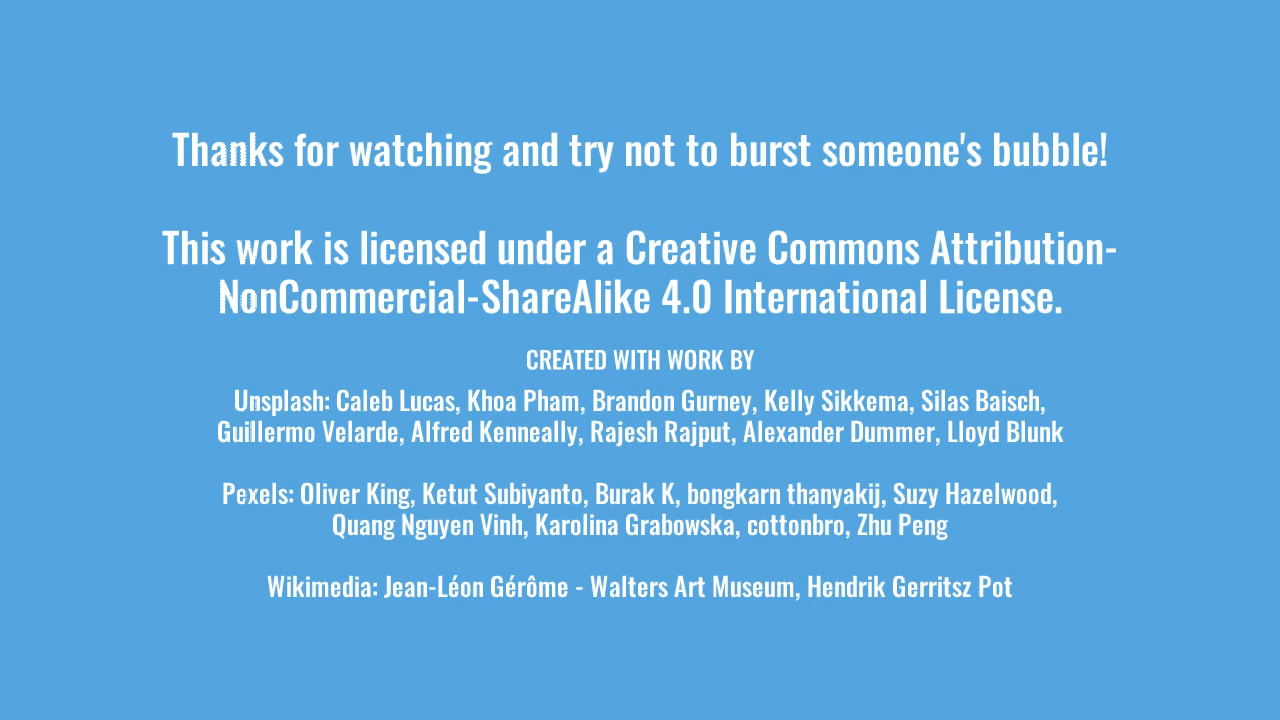 Thanks for watching and try not to burst someone's bubble!
This work is licensed under a Creative Commons Attribution-
NonCommercial-ShareAlike 4.0 International License.
CREATED WITH WORK BY
Unsplash: Caleb Lucas, Khoa Pham, Brandon Gurney, Kelly Sikkema, Silas Baisch,
Guillermo Velarde, Alfred Kenneally, Rajesh Rajput, Alexander Dummer, Lloyd Blunk
Pexels: Oliver King, Ketut Subiyanto, Burak K, bongkarn thanyakij, Suzy Hazelwood,
Quang Nguyen Vinh, Karolina Grabowska, cottonbro, Zhu Peng
Wikimedia: Jean-Léon Gérôme - Walters Art Museum, Hendrik Gerritsz Pot